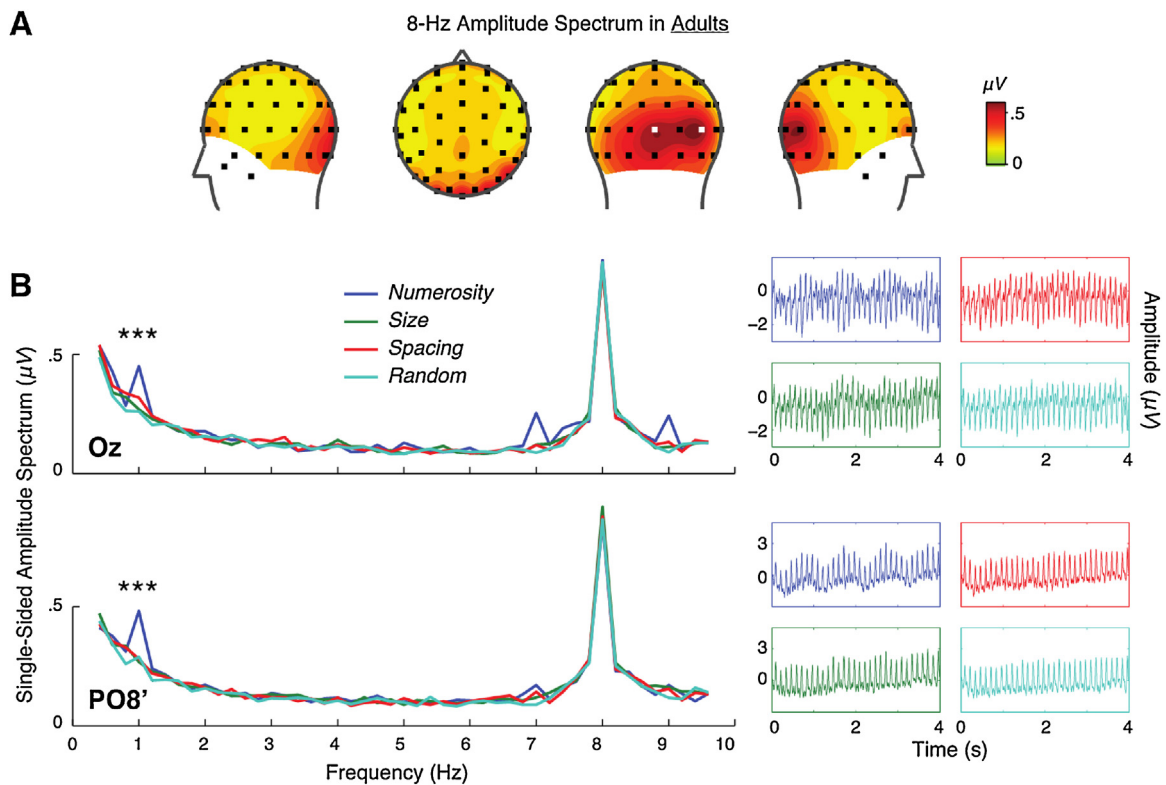 A
8-Hz Amplitude Spectrum in Adults
µV
.5
0
B
Numerosity
Size
Spacing
Random
***
.5
0
Oz
***
.5
0
PO8’
Single-Sided Amplitude Spectrum (µV)
0 1 2 3 4 5 6 7 8 9 10
Frequency (Hz)
0
−2
0
−2
0 2 4 0 2 4
3
0
3
0
0 2 4 0 2 4
Time (s)
Amplitude (µV)